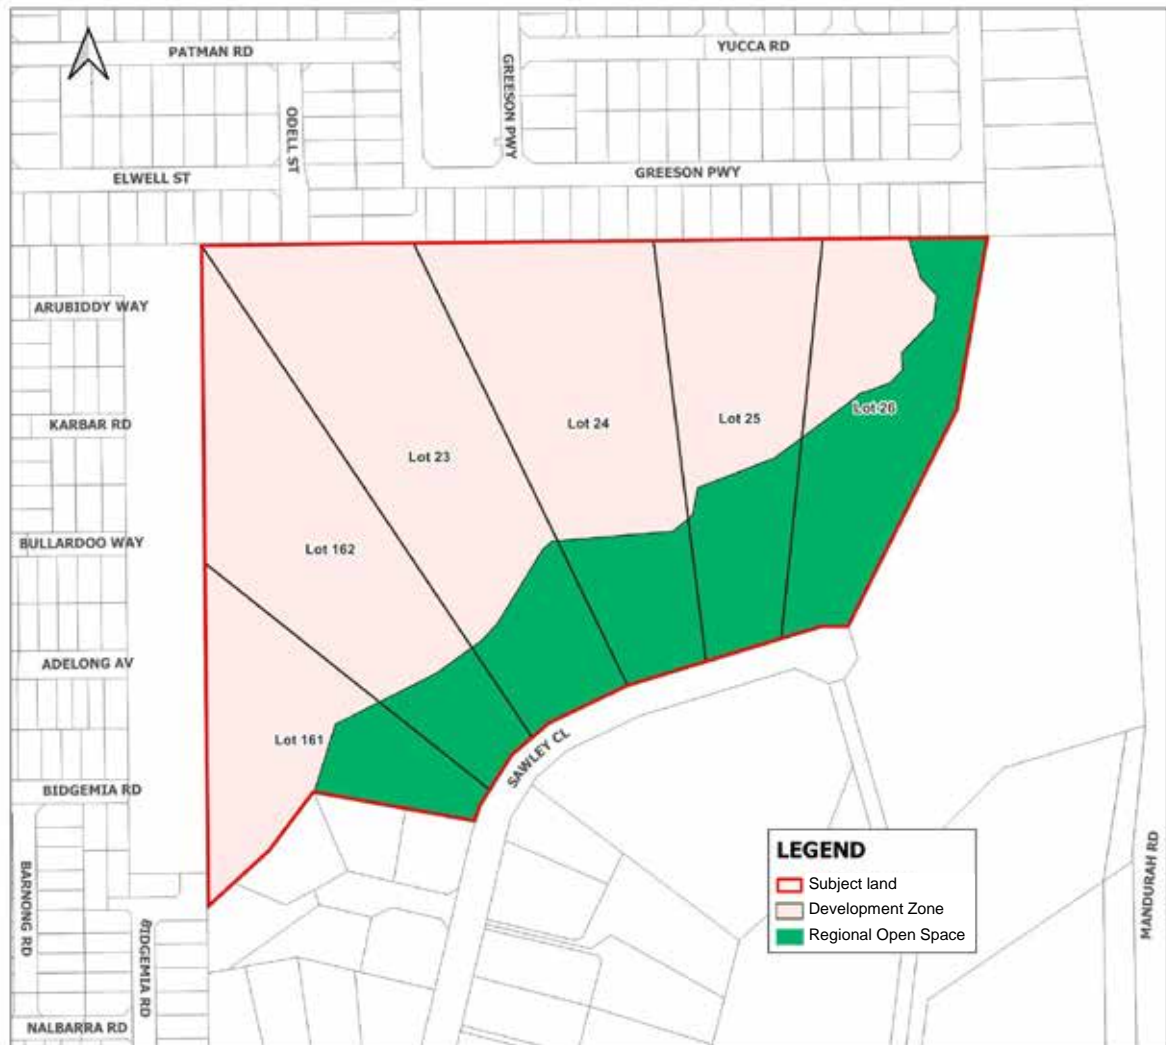 PATMAN RD
YUCCA RD
GREESON PWY
ODELL ST
ELWELL ST
GREESON PWY
ARUBIDDY WAY
KARBAR RD
BULLARDOO WAY
ADELONG AV
BIDGEMIA RD
BARNONG RD
BIDGEMIA RD
NALBARRA RD
Lot 26
Lot 25
Lot 24
Lot 23
Lot 162
Lot 161
SAWLEY CL
MANDURAH RD
LEGEND
Subject land
Development Zone
Regional Open Space